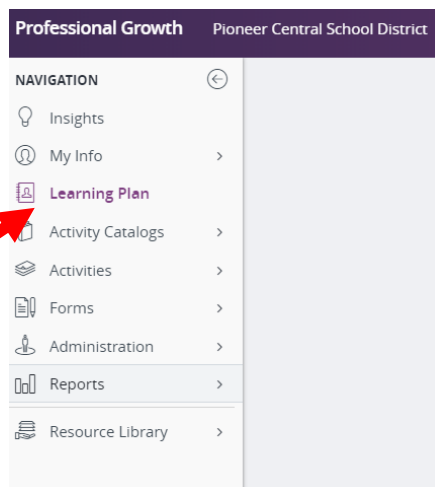 Professional Growth Pioneer Central School District
NAVIGATION
Insights
My Info
Learning Plan
Activity Catalogs
Activities
Forms
Administration
Reports
Resource Library